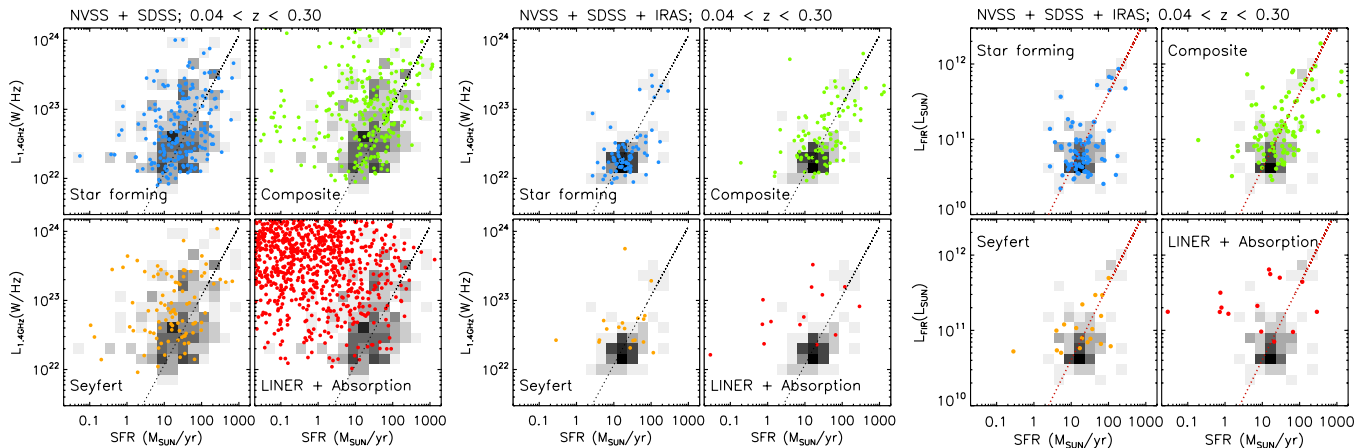 NVSS + SDSS; 0.04 < z < 0.30
10^24
10^23
10^22
L_1.4GHz(W/Hz)
Star forming
Composite
10^24
10^23
10^22
L_1.4GHz(W/Hz)
Seyfert
LINER + Absorption
0.1 1 10 100 0.1 1 10 100 1000
SFR (M_SUN/yr) SFR (M_SUN/yr)
NVSS + SDSS + IRAS; 0.04 < z < 0.30
10^24
10^23
10^22
L_1.4GHz(W/Hz)
Star forming
Composite
10^24
10^23
10^22
L_1.4GHz(W/Hz)
Seyfert
LINER + Absorption
0.1 1 10 100 0.1 1 10 100 1000
SFR (M_SUN/yr) SFR (M_SUN/yr)
NVSS + SDSS + IRAS; 0.04 < z < 0.30
Star forming
Composite
10^12
10^11
10^10
L_FIR(L_SUN)
Seyfert
LINER + Absorption
10^12
10^11
10^10
L_FIR(L_SUN)
0.1 1 10 100 0.1 1 10 100 1000
SFR (M_SUN/yr) SFR (M_SUN/yr)